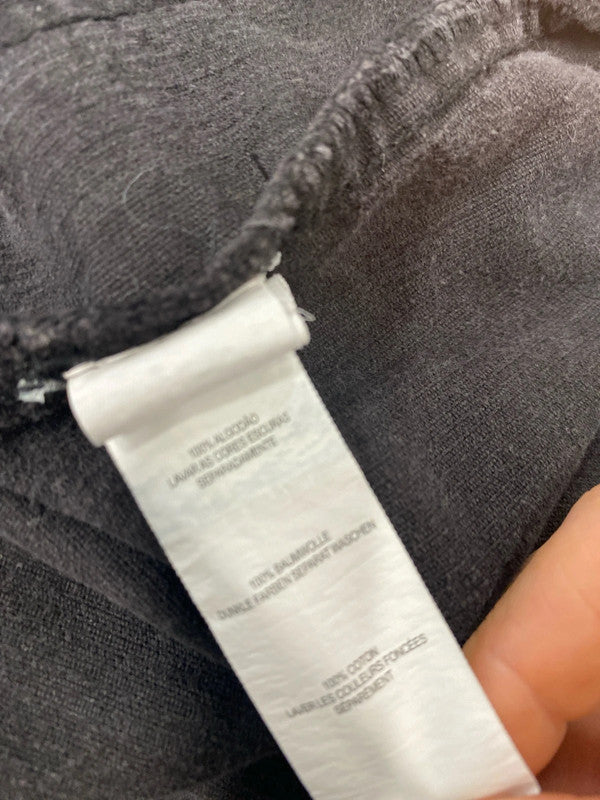 100% ALGODÃO
LAVAR AS CORES ESCURAS
SEPARADAMENTE
100% BAUMWOLLE
DUNKLE FARBEN SEPARAT WASCHEN
100% COTON
LAVER LES COULEURS FONCÉES
SÉPAREMENT